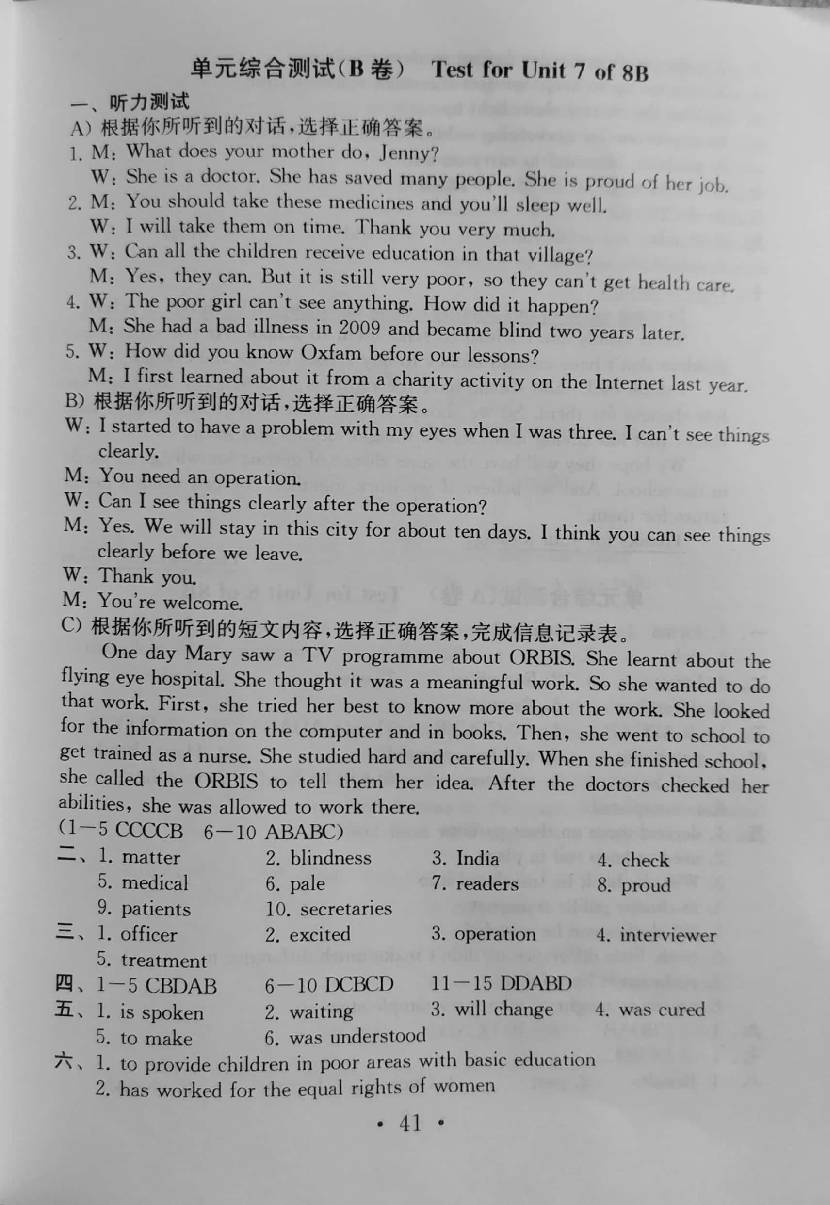 单元综合测试(B 卷) Test for Unit 7 of 8B
一、听力测试
A) 根据你所听到的对话,选择正确答案。
1. M: What does your mother do, Jenny?
W: She is a doctor. She has saved many people. She is proud of her job.
2. M: You should take these medicines and you'll sleep well.
W: I will take them on time. Thank you very much.
3. W: Can all the children receive education in that village?
M: Yes, they can. But it is still very poor, so they can't get health care.
4. W: The poor girl can't see anything. How did it happen?
M: She had a bad illness in 2009 and became blind two years later.
5. W: How did you know Oxfam before our lessons?
M: I first learned about it from a charity activity on the Internet last year.
B) 根据你所听到的对话,选择正确答案。
W: I started to have a problem with my eyes when I was three. I can't see things
clearly.
M: You need an operation.
W: Can I see things clearly after the operation?
M: Yes. We will stay in this city for about ten days. I think you can see things
clearly before we leave.
W: Thank you.
M: You're welcome.
C) 根据你所听到的短文内容,选择正确答案,完成信息记录表。
One day Mary saw a TV programme about ORBIS. She learnt about the
flying eye hospital. She thought it was a meaningful work. So she wanted to do
that work. First, she tried her best to know more about the work. She looked
for the information on the computer and in books. Then, she went to school to
get trained as a nurse. She studied hard and carefully. When she finished school,
she called the ORBIS to tell them her idea. After the doctors checked her
abilities, she was allowed to work there.
(1—5 CCCCB 6—10 ABABC)
二、1. matter 2. blindness 3. India 4. check
5. medical 6. pale 7. readers 8. proud
9. patients 10. secretaries
三、1. officer 2. excited 3. operation 4. interviewer
5. treatment
四、1—5 CBDAB 6—10 DCBCD 11—15 DDABD
五、1. is spoken 2. waiting 3. will change 4. was cured
5. to make 6. was understood
六、1. to provide children in poor areas with basic education
2. has worked for the equal rights of women
• 41 •